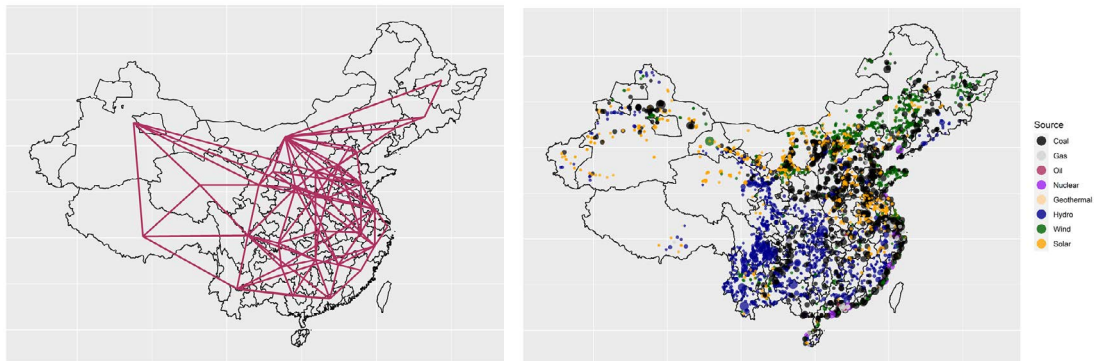 Source
Coal
Gas
Oil
Nuclear
Geothermal
Hydro
Wind
Solar